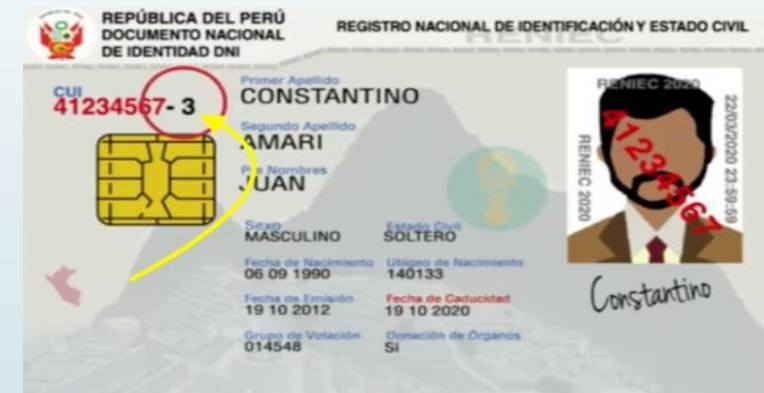 REPÚBLICA DEL PERÚ
DOCUMENTO NACIONAL
DE IDENTIDAD DNI
REGISTRO NACIONAL DE IDENTIFICACIÓN Y ESTADO CIVIL
RENIEC
CUI
41234567- 3
Primer Apellido
CONSTANTINO
Segundo Apellido
AMARI
Pre Nombres
JUAN
Sexo
MASCULINO
Estado Civil
SOLTERO
Fecha de Nacimiento
06 09 1990
Ubigeo de Nacimiento
140133
Fecha de Emisión
19 10 2012
Fecha de Caducidad
19 10 2020
Grupo de Votación
014548
Donación de Órganos
Sí
RENIEC 2020
RENIEC 2020
41234567
22/03/2020 23:59:59
Constantino